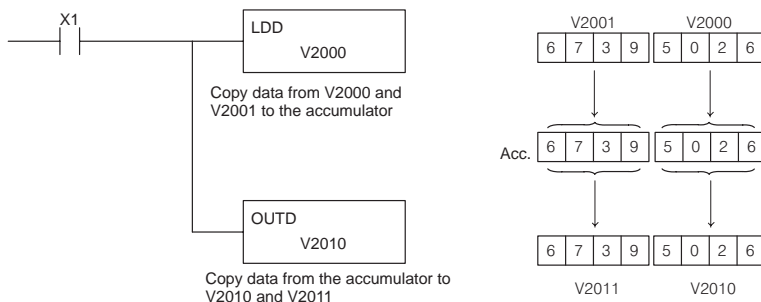 X1
LDD
V2000
Copy data from V2000 and
V2001 to the accumulator
OUTD
V2010
Copy data from the accumulator to
V2010 and V2011
V2001 V2000
6 7 3 9 5 0 2 6
Acc. 6 7 3 9 5 0 2 6
6 7 3 9 5 0 2 6
V2011 V2010